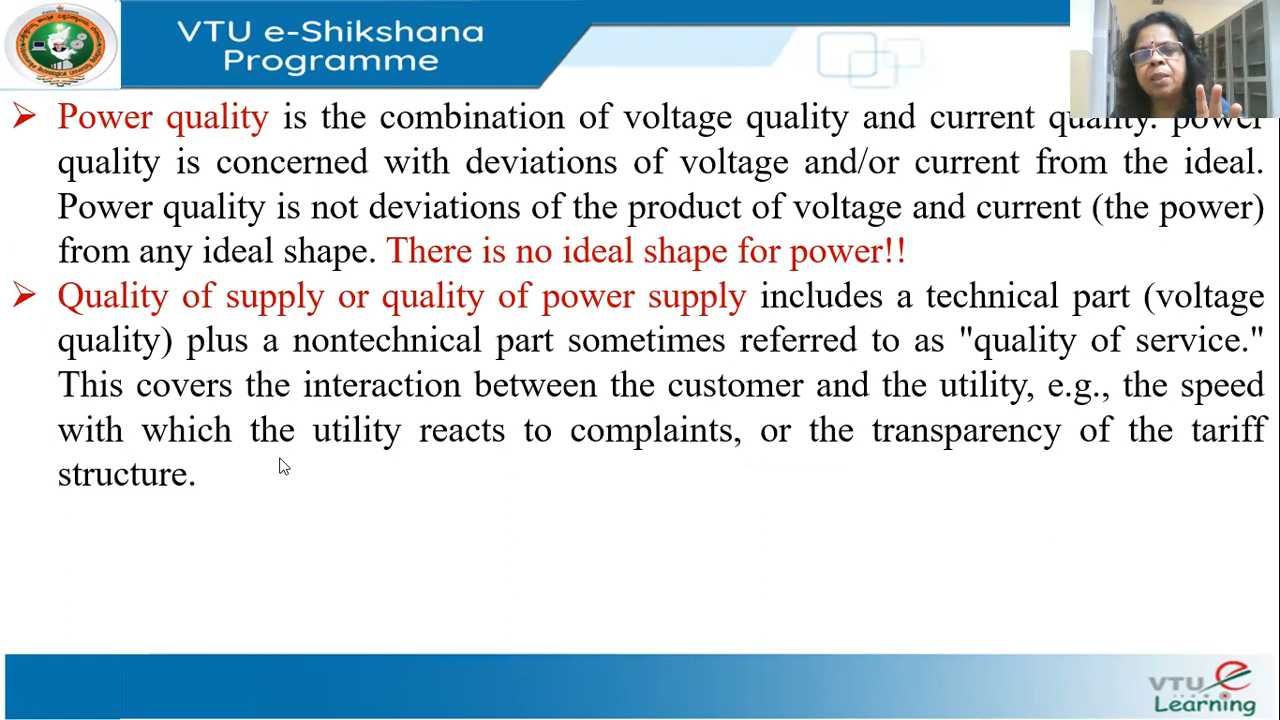 VTU e-Shikshana
Programme
➢ Power quality is the combination of voltage quality and current quality. power
quality is concerned with deviations of voltage and/or current from the ideal.
Power quality is not deviations of the product of voltage and current (the power)
from any ideal shape. There is no ideal shape for power!!
➢ Quality of supply or quality of power supply includes a technical part (voltage
quality) plus a nontechnical part sometimes referred to as "quality of service."
This covers the interaction between the customer and the utility, e.g., the speed
with which the utility reacts to complaints, or the transparency of the tariff
structure.
VTU e
Learning